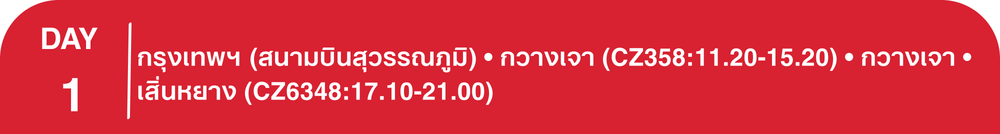 DAY
1
กรุงเทพฯ (สนามบินสุวรรณภูมิ) • กวางเจา (CZ358:11.20-15.20) • กวางเจา •
เสิ่นหยาง (CZ6348:17.10-21.00)